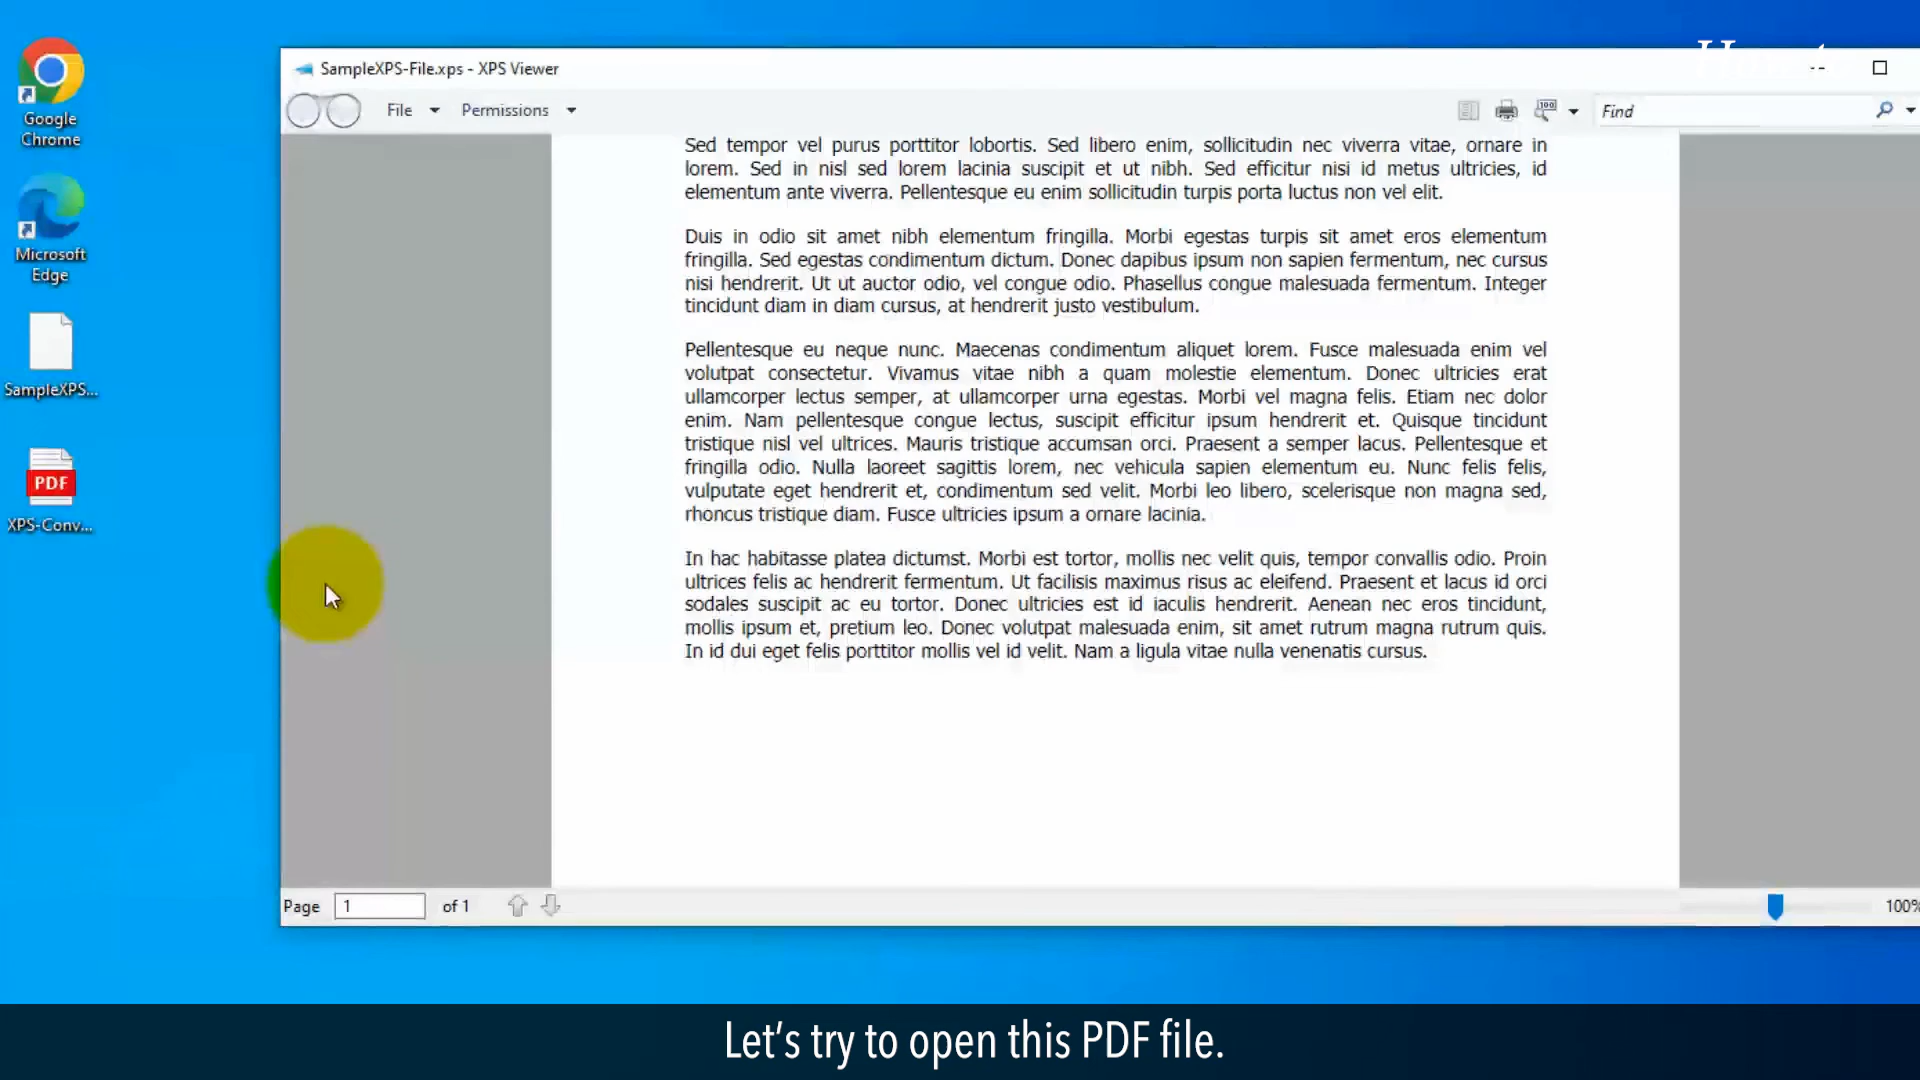 Google
Chrome
Microsoft
Edge
SampleXPS...
PDF
XPS-Conv...
SampleXPS-File.xps - XPS Viewer
File
Permissions
100
Find
Sed tempor vel purus porttitor lobortis. Sed libero enim, sollicitudin nec viverra vitae, ornare in
lorem. Sed in nisl sed lorem lacinia suscipit et ut nibh. Sed efficitur nisi id metus ultricies, id
elementum ante viverra. Pellentesque eu enim sollicitudin turpis porta luctus non vel elit.
Duis in odio sit amet nibh elementum fringilla. Morbi egestas turpis sit amet eros elementum
fringilla. Sed egestas condimentum dictum. Donec dapibus ipsum non sapien fermentum, nec cursus
nisi hendrerit. Ut ut auctor odio, vel congue odio. Phasellus congue malesuada fermentum. Integer
tincidunt diam in diam cursus, at hendrerit justo vestibulum.
Pellentesque eu neque nunc. Maecenas condimentum aliquet lorem. Fusce malesuada enim vel
volutpat consectetur. Vivamus vitae nibh a quam molestie elementum. Donec ultricies erat
ullamcorper lectus semper, at ullamcorper urna egestas. Morbi vel magna felis. Etiam nec dolor
enim. Nam pellentesque congue lectus, suscipit efficitur ipsum hendrerit et. Quisque tincidunt
tristique nisl vel ultrices. Mauris tristique accumsan orci. Praesent a semper lacus. Pellentesque et
fringilla odio. Nulla laoreet sagittis lorem, nec vehicula sapien elementum eu. Nunc felis felis,
vulputate eget hendrerit et, condimentum sed velit. Morbi leo libero, scelerisque non magna sed,
rhoncus tristique diam. Fusce ultricies ipsum a ornare lacinia.
In hac habitasse platea dictumst. Morbi est tortor, mollis nec velit quis, tempor convallis odio. Proin
ultrices felis ac hendrerit fermentum. Ut facilisis maximus risus ac eleifend. Praesent et lacus id orci
sodales suscipit ac eu tortor. Donec ultricies est id iaculis hendrerit. Aenean nec eros tincidunt,
mollis ipsum et, pretium leo. Donec volutpat malesuada enim, sit amet rutrum magna rutrum quis.
In id dui eget felis porttitor mollis vel id velit. Nam a ligula vitae nulla venenatis cursus.
Page 1 of 1
100%
Let's try to open this PDF file.